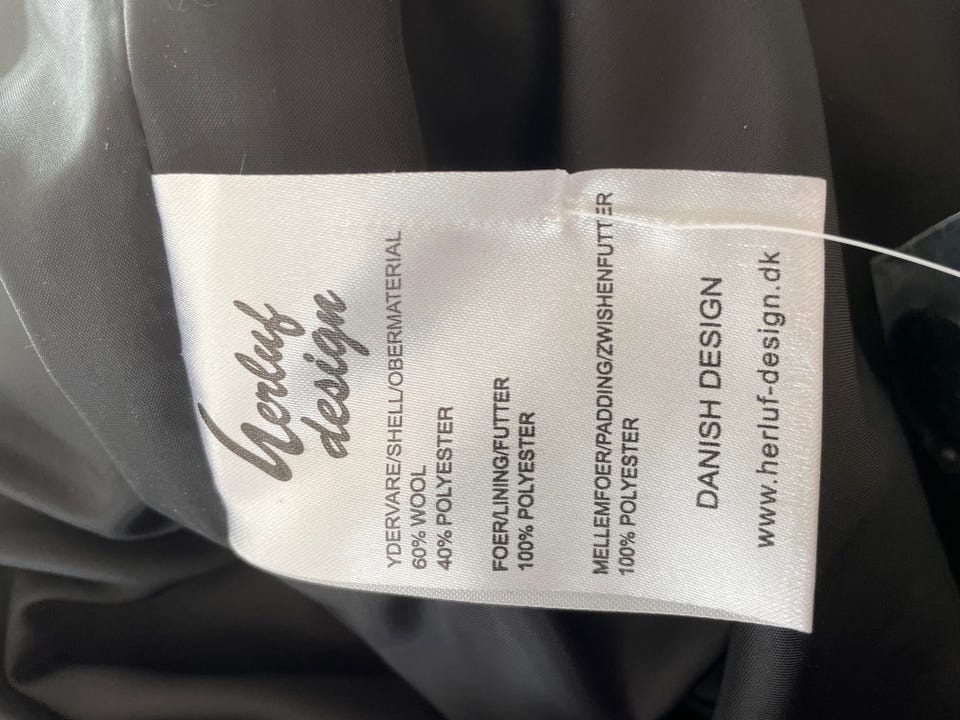 herluf
design
YDERVARE/SHELL/OBERMATERIAL
60% WOOL
40% POLYESTER
FOER/LINING/FUTTER
100% POLYESTER
MELLEMFOER/PADDING/ZWISHENFUTTER
100% POLYESTER
DANISH DESIGN
www.herluf-design.dk